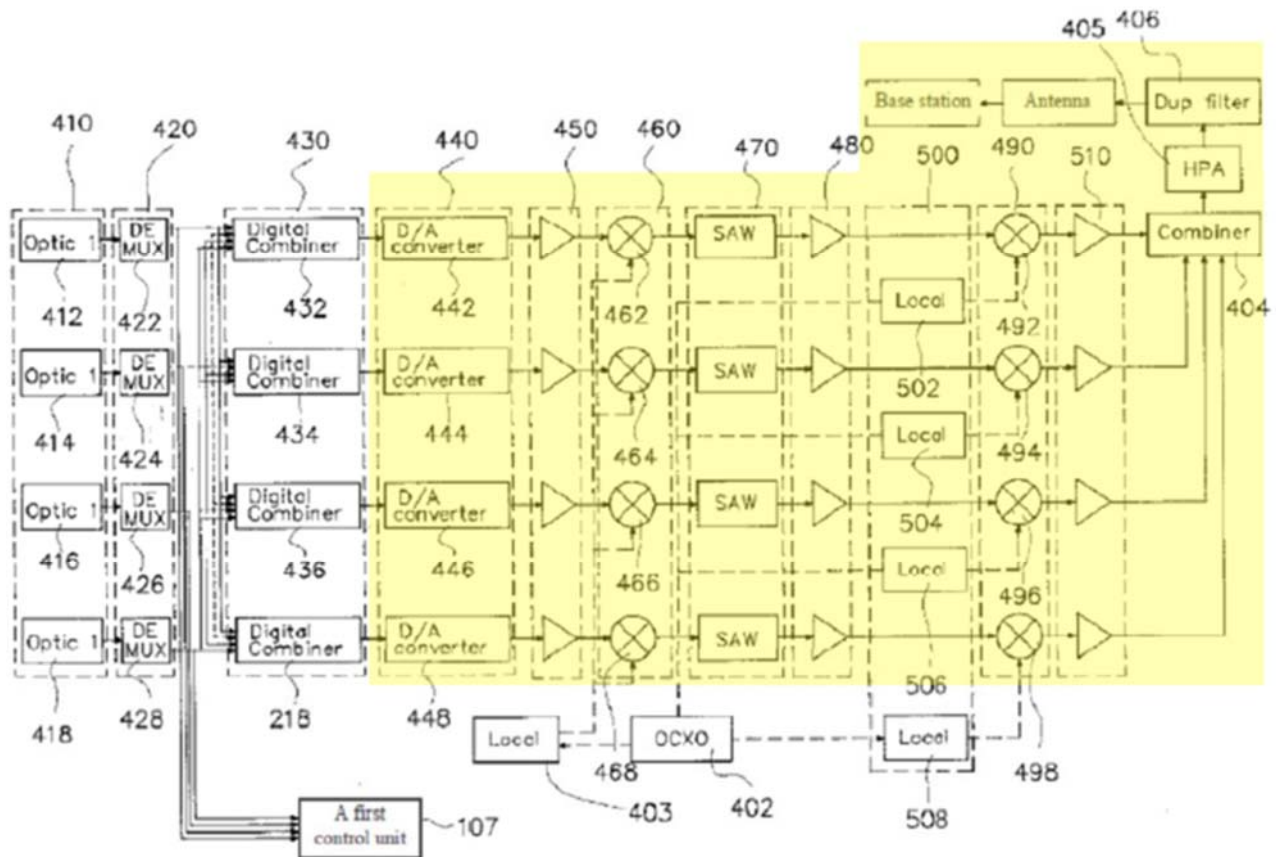 406
405
Base station
Antenna
Dup filter
410
420
430
440
450
460
470
480
500
490
510
HPA
Optic 1
DE
MUX
Digital
Combiner
D/A
converter
SAW
Combiner
Local
412
422
432
442
462
502
492
404
Optic 1
DE
MUX
Digital
Combiner
D/A
converter
SAW
414
424
434
444
464
Local
504
494
Optic 1
DE
MUX
Digital
Combiner
D/A
converter
SAW
416
426
436
446
466
Local
506
496
Optic 1
DE
MUX
Digital
Combiner
D/A
converter
SAW
418
428
218
448
468
Local
403
OCXO
402
Local
508
498
A first
control unit
107